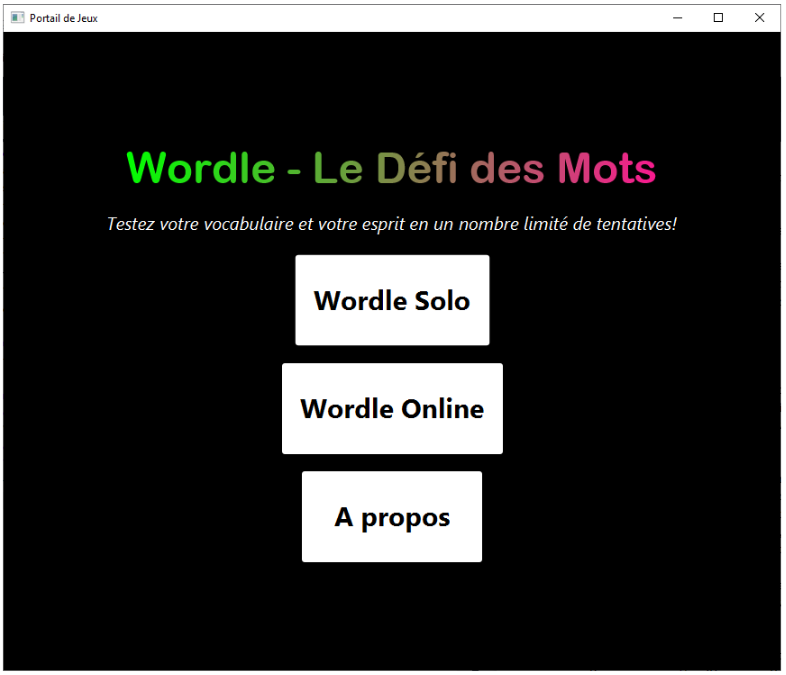 Portail de Jeux
Wordle - Le Défi des Mots
Testez votre vocabulaire et votre esprit en un nombre limité de tentatives!
Wordle Solo
Wordle Online
A propos